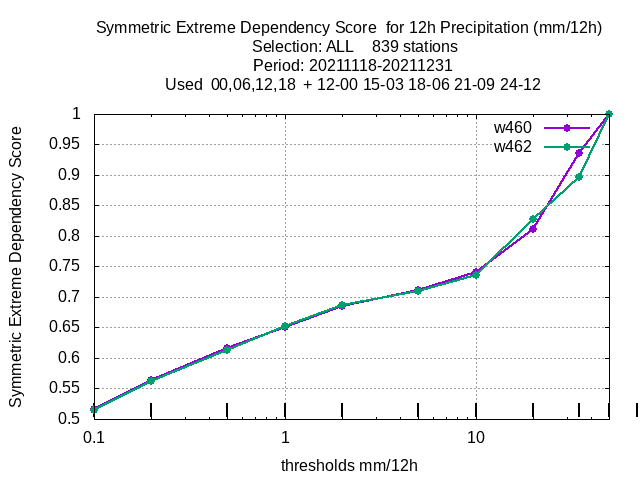 Symmetric Extreme Dependency Score  for 12h Precipitation (mm/12h)
Selection: ALL    839 stations
Period: 20211118-20211231
Used  00,06,12,18  + 12-00 15-03 18-06 21-09 24-12
w460
w462
Symmetric Extreme Dependency Score
1
0.95
0.9
0.85
0.8
0.75
0.7
0.65
0.6
0.55
0.5
0.1
1
10
thresholds mm/12h